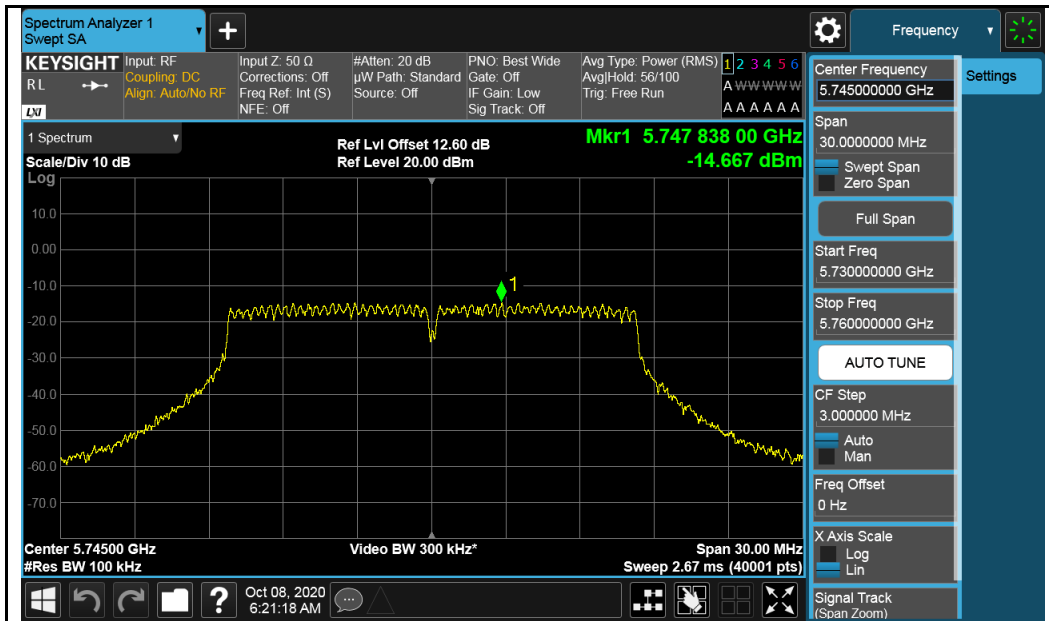 Spectrum Analyzer 1
Swept SA
+
Frequency
KEYSIGHT
R L
LXI
Input: RF
Coupling: DC
Align: Auto/No RF
Input Z: 50 Ω
Corrections: Off
Freq Ref: Int (S)
NFE: Off
#Atten: 20 dB
µW Path: Standard
Source: Off
PNO: Best Wide
Gate: Off
IF Gain: Low
Sig Track: Off
Avg Type: Power (RMS)
Avg|Hold: 56/100
Trig: Free Run
1 2 3 4 5 6
A W W W W W
A A A A A A
1 Spectrum
Scale/Div 10 dB
Log
Ref Lvl Offset 12.60 dB
Ref Level 20.00 dBm
Mkr1 5.747 838 00 GHz
-14.667 dBm
10.0
0.00
-10.0
-20.0
-30.0
-40.0
-50.0
-60.0
-70.0
1
Center 5.74500 GHz
#Res BW 100 kHz
Video BW 300 kHz*
Span 30.00 MHz
Sweep 2.67 ms (40001 pts)
Center Frequency
5.745000000 GHz
Settings
Span
30.0000000 MHz
Swept Span
Zero Span
Full Span
Start Freq
5.730000000 GHz
Stop Freq
5.760000000 GHz
AUTO TUNE
CF Step
3.000000 MHz
Auto
Man
Freq Offset
0 Hz
X Axis Scale
Log
Lin
Signal Track
(Span Zoom)
?
Oct 08, 2020
6:21:18 AM